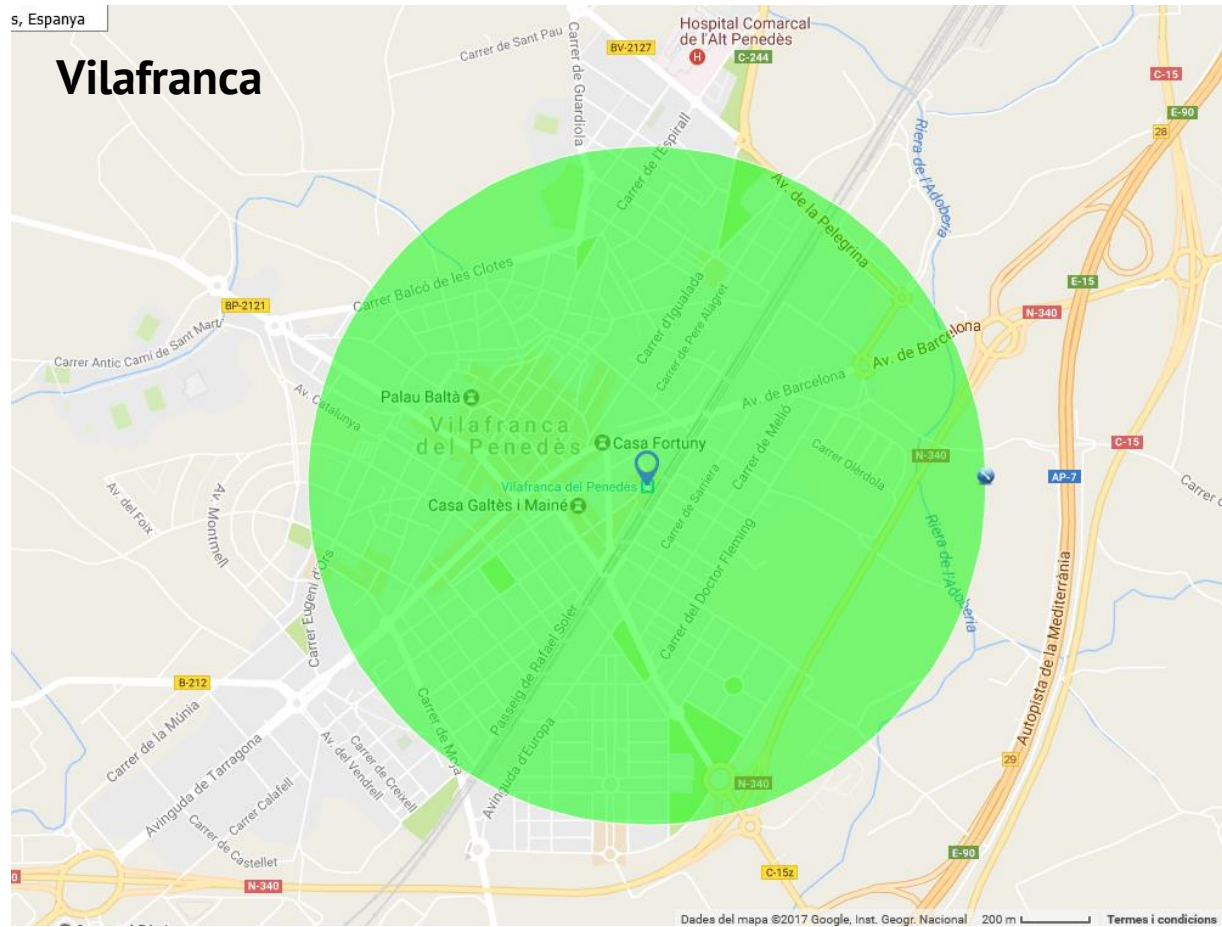 s, Espanya
Vilafranca
Hospital Comarcal
de l'Alt Penedès
H
Carrer de Sant Pau
BV-2127
C-244
C-15
E-90
28
Carrer de Guardiola
Carrer de l'Espirall
Riera de l'Adoberia
Av. de la Pelegrina
Carrer Balcó de les Clotes
E-15
BP-2121
N-340
Carrer d'Igualada
Carrer de Pere Alagret
Carrer Antic Camí de Sant Martí
Av. de Barcelona
Av. Catalunya
Palau Baltà
Av. de Barcelona
Vilafranca
del Penedès
Casa Fortuny
Carrer de Melió
Carrer Olèrdola
N-340
C-15
AP-7
Vilafranca del Penedès
Casa Galtès i Mainé
Carrer de Sarriera
Av. del Foix
Av. Montmell
Carrer Eugeni d'Ors
Carrer del Doctor Fleming
Riera de l'Adoberia
Autopista de la Mediterrània
Passeig de Rafael Soler
B-212
Carrer de la Múnia
Carrer de Moja
Avinguda d'Europa
Avinguda de Tarragona
Av. del Vendrell
Carrer de Creixell
Carrer Calafell
Carrer de Castellet
29
N-340
E-90
C-15z
N-340
Dades del mapa ©2017 Google, Inst. Geogr. Nacional 200 m Termes i condicions